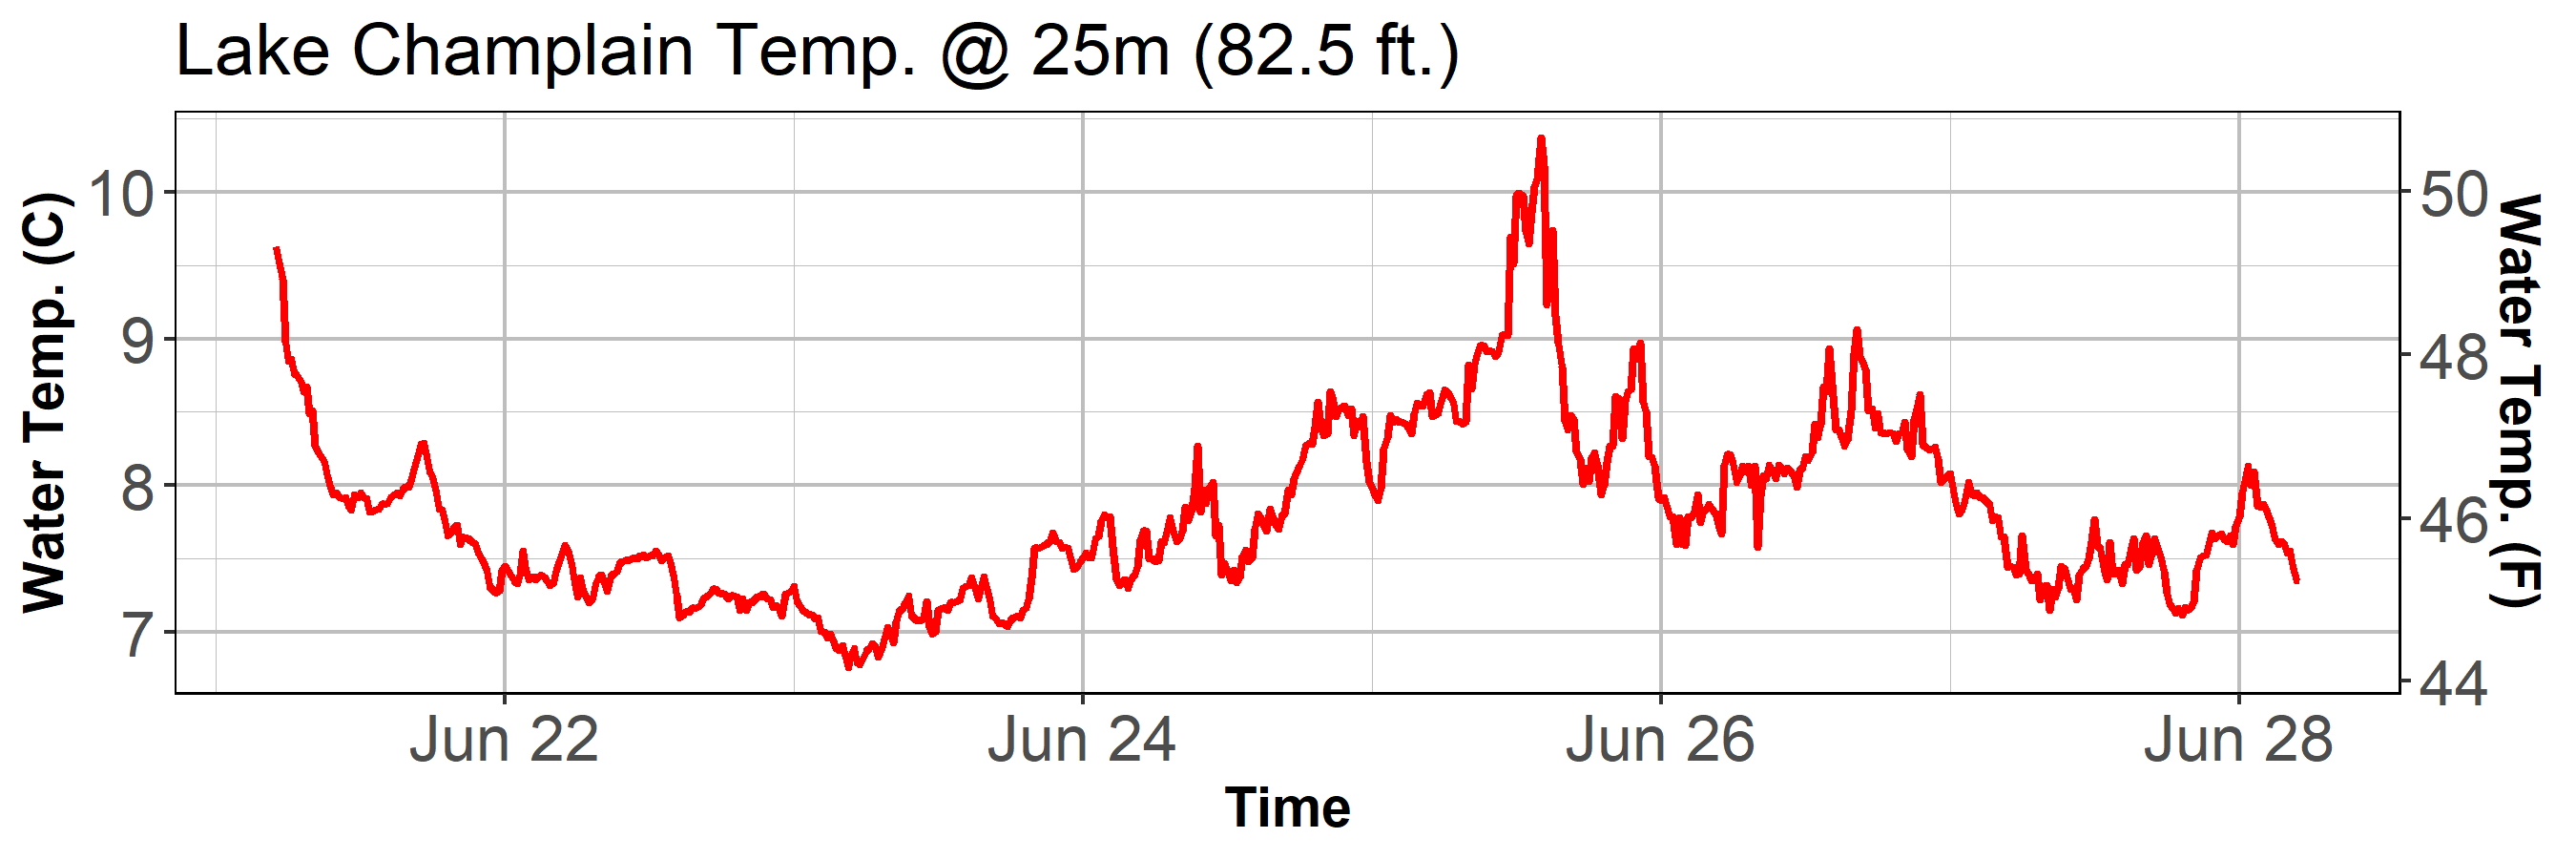 Lake Champlain Temp. @ 25m (82.5 ft.)
Water Temp. (C)
10
9
8
7
50
48
46
44
Water Temp. (F)
Jun 22
Jun 24
Jun 26
Jun 28
Time